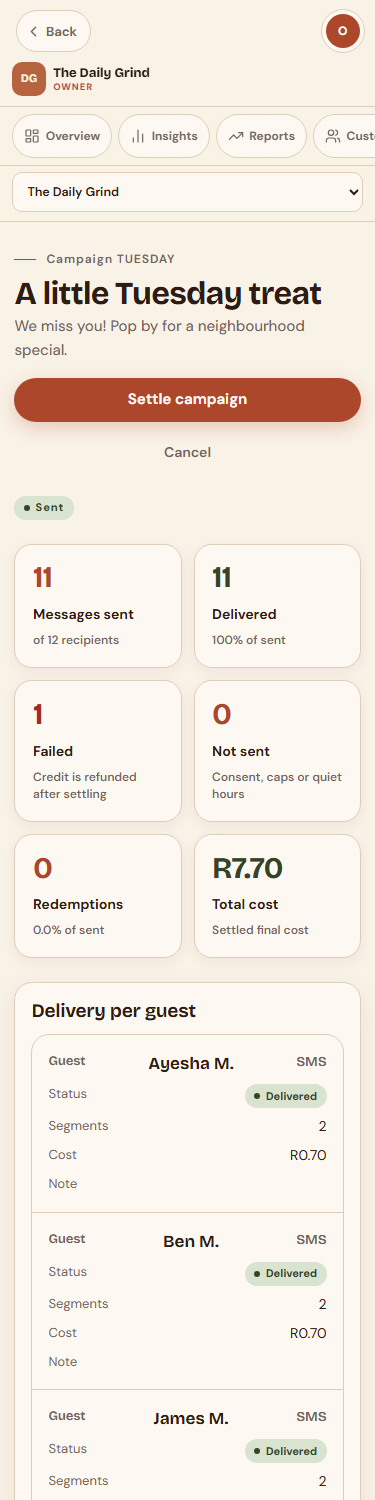 Back
O
DG
The Daily Grind
OWNER
Overview
Insights
Reports
Cust
The Daily Grind
Campaign TUESDAY
A little Tuesday treat
We miss you! Pop by for a neighbourhood
special.
Settle campaign
Cancel
Sent
11
Messages sent
of 12 recipients
11
Delivered
100% of sent
1
Failed
Credit is refunded
after settling
0
Not sent
Consent, caps or quiet
hours
0
Redemptions
0.0% of sent
R7.70
Total cost
Settled final cost
Delivery per guest
Guest Ayesha M. SMS
Status Delivered
Segments 2
Cost R0.70
Note
Guest Ben M. SMS
Status Delivered
Segments 2
Cost R0.70
Note
Guest James M. SMS
Status Delivered
Segments 2